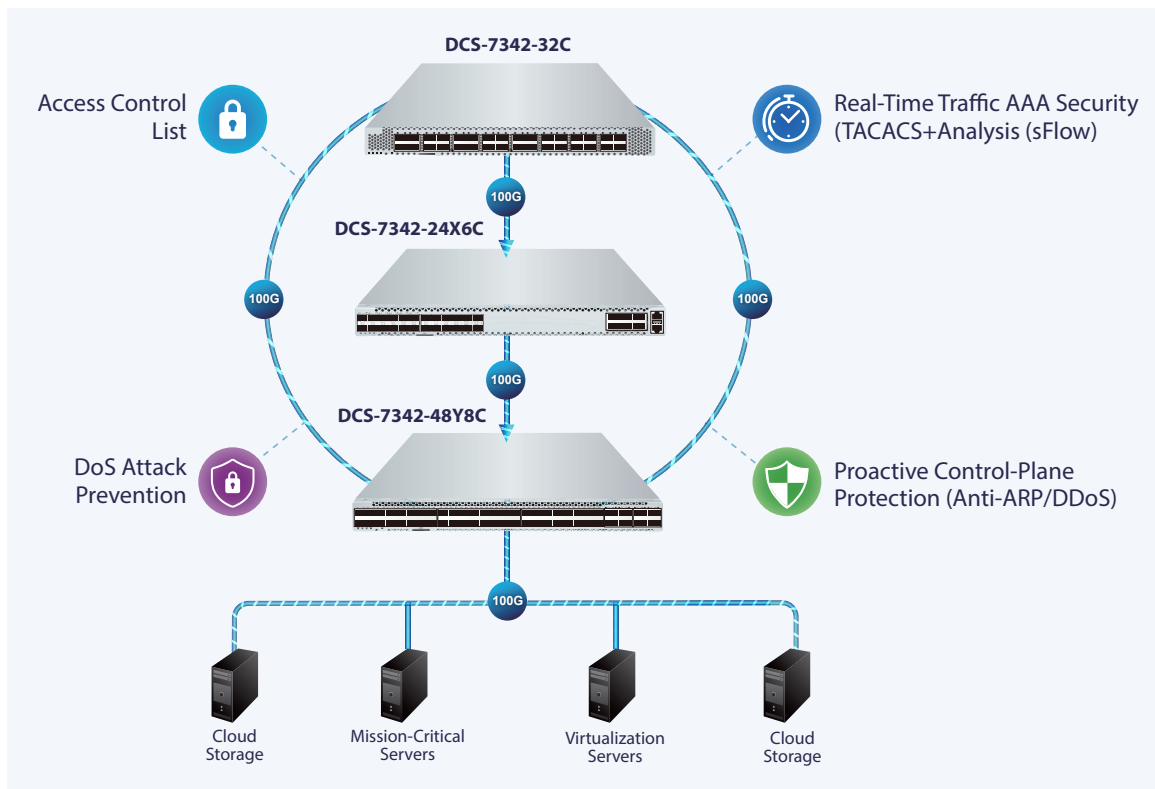 DCS-7342-32C
Access Control
List
Real-Time Traffic AAA Security
(TACACS+Analysis (sFlow)
100G
DCS-7342-24X6C
100G
100G
100G
DCS-7342-48Y8C
DoS Attack
Prevention
Proactive Control-Plane
Protection (Anti-ARP/DDoS)
100G
Cloud
Storage
Mission-Critical
Servers
Virtualization
Servers
Cloud
Storage